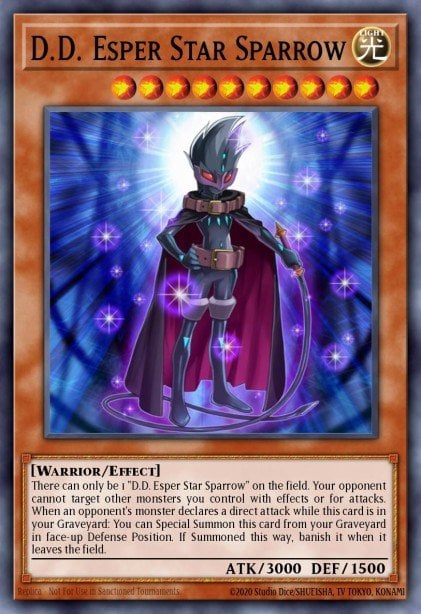 D.D. Esper Star Sparrow
LIGHT
光
[Warrior/Effect]
There can only be 1 "D.D. Esper Star Sparrow" on the field. Your opponent
cannot target other monsters you control with effects or for attacks.
When an opponent's monster declares a direct attack while this card is in
your Graveyard: You can Special Summon this card from your Graveyard
in face-up Defense Position. If Summoned this way, banish it when it
leaves the field.
ATK/3000 DEF/1500
Replica - Not For Use in Sanctioned Tournaments
©2020 Studio Dice/SHUEISHA, TV TOKYO, KONAMI